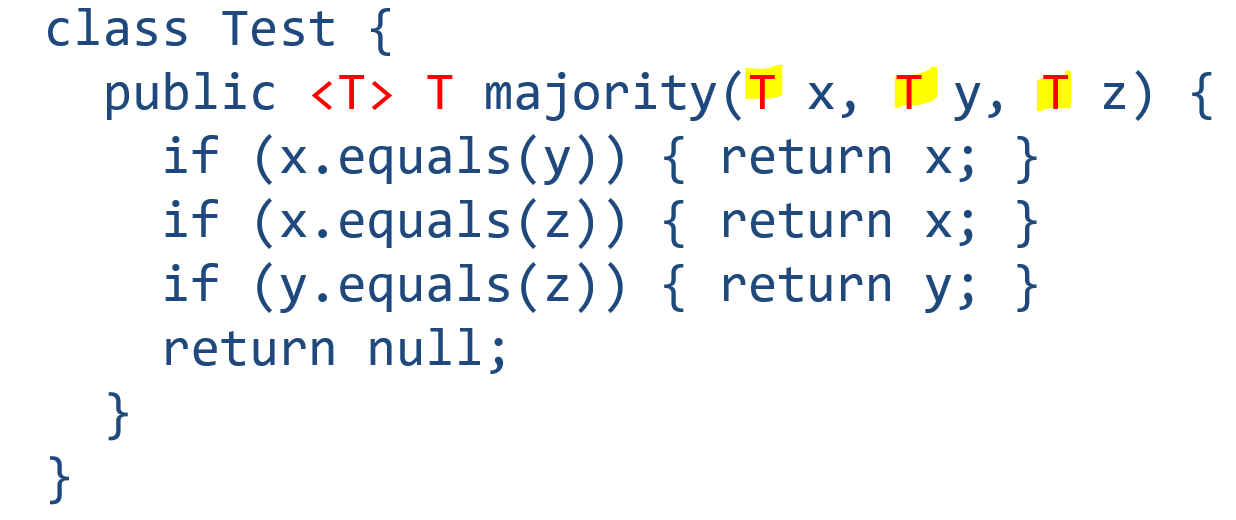 class Test {
  public <T> T majority(T x, T y, T z) {
    if (x.equals(y)) { return x; }
    if (x.equals(z)) { return x; }
    if (y.equals(z)) { return y; }
    return null;
  }
}